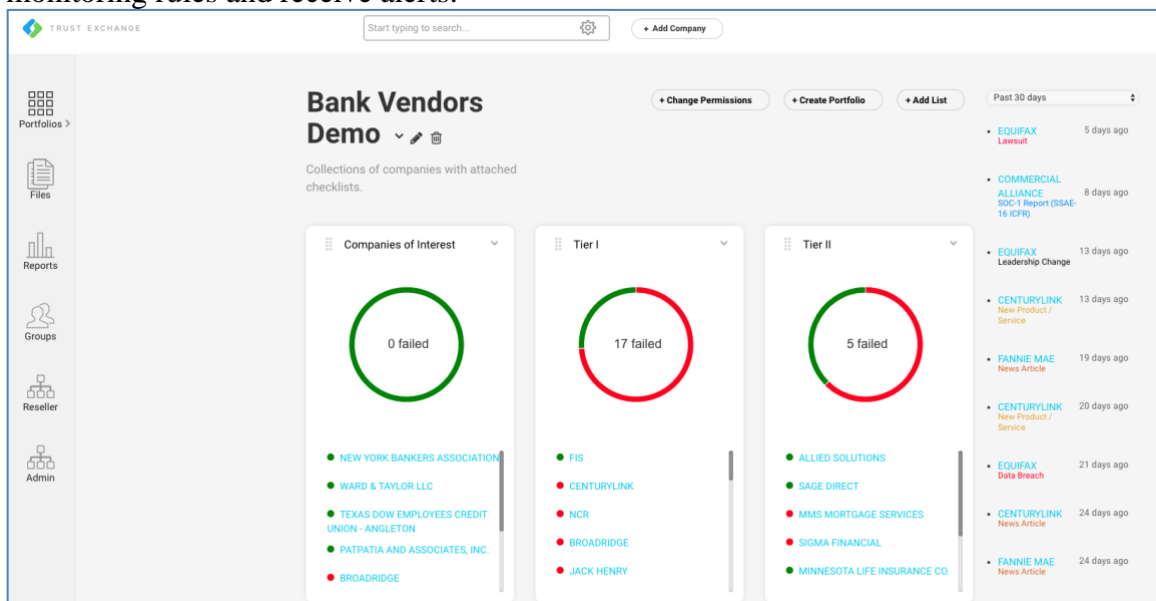 monitoring rules and receive alerts.
TRUST EXCHANGE
Start typing to search...
+ Add Company
Portfolios >
Files
Reports
Groups
Reseller
Admin
Bank Vendors
Demo
+ Change Permissions
+ Create Portfolio
+ Add List
Collections of companies with attached
checklists.
Companies of Interest
0 failed
NEW YORK BANKERS ASSOCIATION
WARD & TAYLOR LLC
TEXAS DOW EMPLOYEES CREDIT
UNION - ANGLETON
PATPATIA AND ASSOCIATES, INC.
BROADRIDGE
Tier I
17 failed
FIS
CENTURYLINK
NCR
BROADRIDGE
JACK HENRY
Tier II
5 failed
ALLIED SOLUTIONS
SAGE DIRECT
MMS MORTGAGE SERVICES
SIGMA FINANCIAL
MINNESOTA LIFE INSURANCE CO.
Past 30 days
EQUIFAX 5 days ago
Lawsuit
COMMERCIAL
ALLIANCE 8 days ago
SOC-1 Report (SSAE-
16 ICFR)
EQUIFAX 13 days ago
Leadership Change
CENTURYLINK 13 days ago
New Product /
Service
FANNIE MAE 19 days ago
News Article
CENTURYLINK 20 days ago
New Product /
Service
EQUIFAX 21 days ago
Data Breach
CENTURYLINK 24 days ago
News Article
FANNIE MAE 24 days ago
News Article